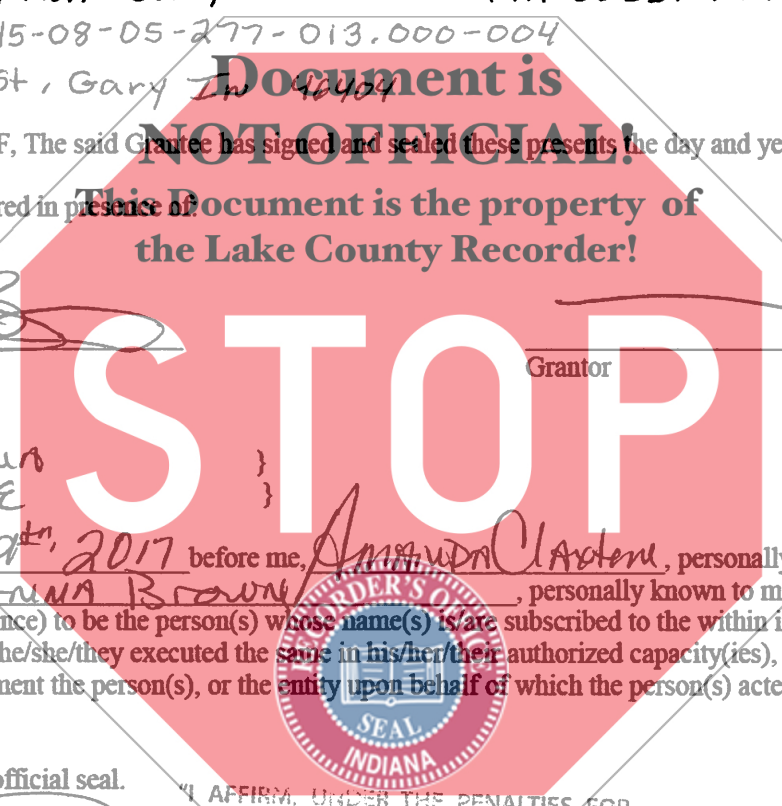 15-08-05-277-013.000-004
st, Gary In 46404
Document is
NOT OFFICIAL!
F, The said Grantee has signed and sealed these presents the day and ye
This Document is the property of
red in presence of:
the Lake County Recorder!
STOP
Grantor
}
}
2017 before me, Amanda , personally
Brown , personally known to m
nce) to be the person(s) whose name(s) is/are subscribed to the within i
he/she/they executed the same in his/her/their authorized capacity(ies),
ment the person(s), or the entity upon behalf of which the person(s) acte
RECORDER'S OFFICE
SEAL
INDIANA
official seal.
"I AFFIRM, UNDER THE PENALTIES FOR